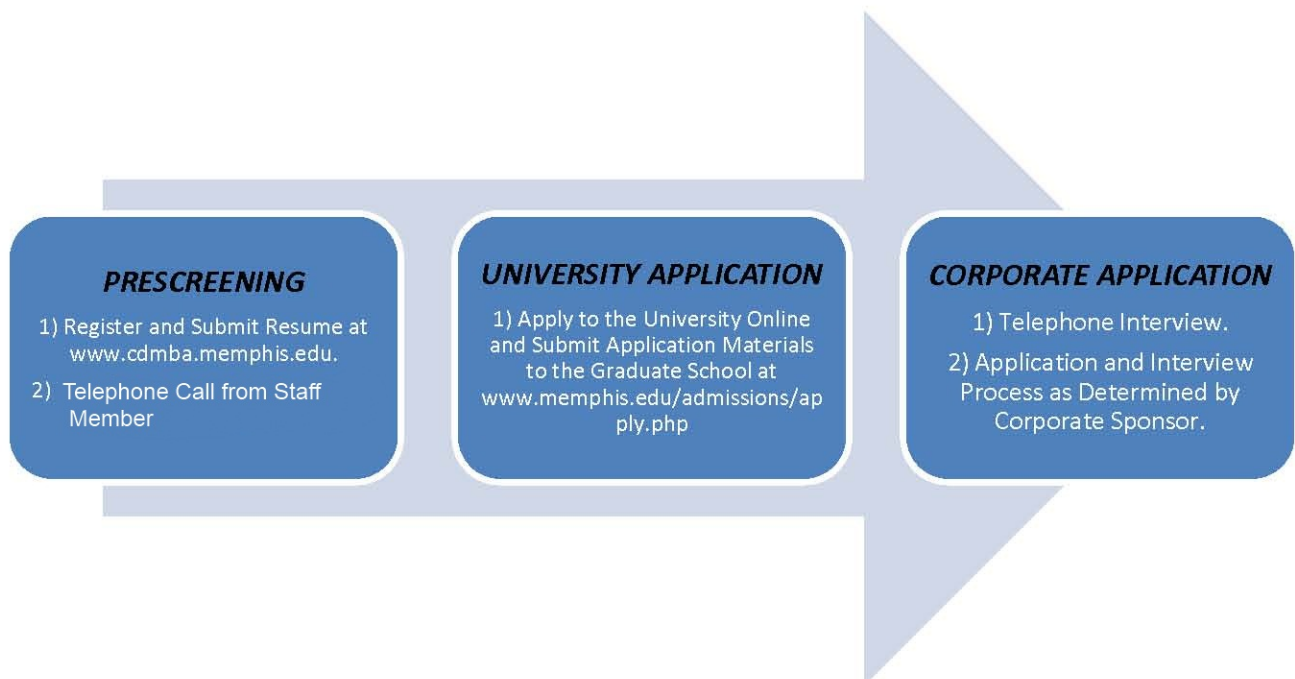 PRESCREENING
1) Register and Submit Resume at
www.cdmba.memphis.edu.
2) Telephone Call from Staff
Member
UNIVERSITY APPLICATION
1) Apply to the University Online
and Submit Application Materials
to the Graduate School at
www.memphis.edu/admissions/ap
ply.php
CORPORATE APPLICATION
1) Telephone Interview.
2) Application and Interview
Process as Determined by
Corporate Sponsor.